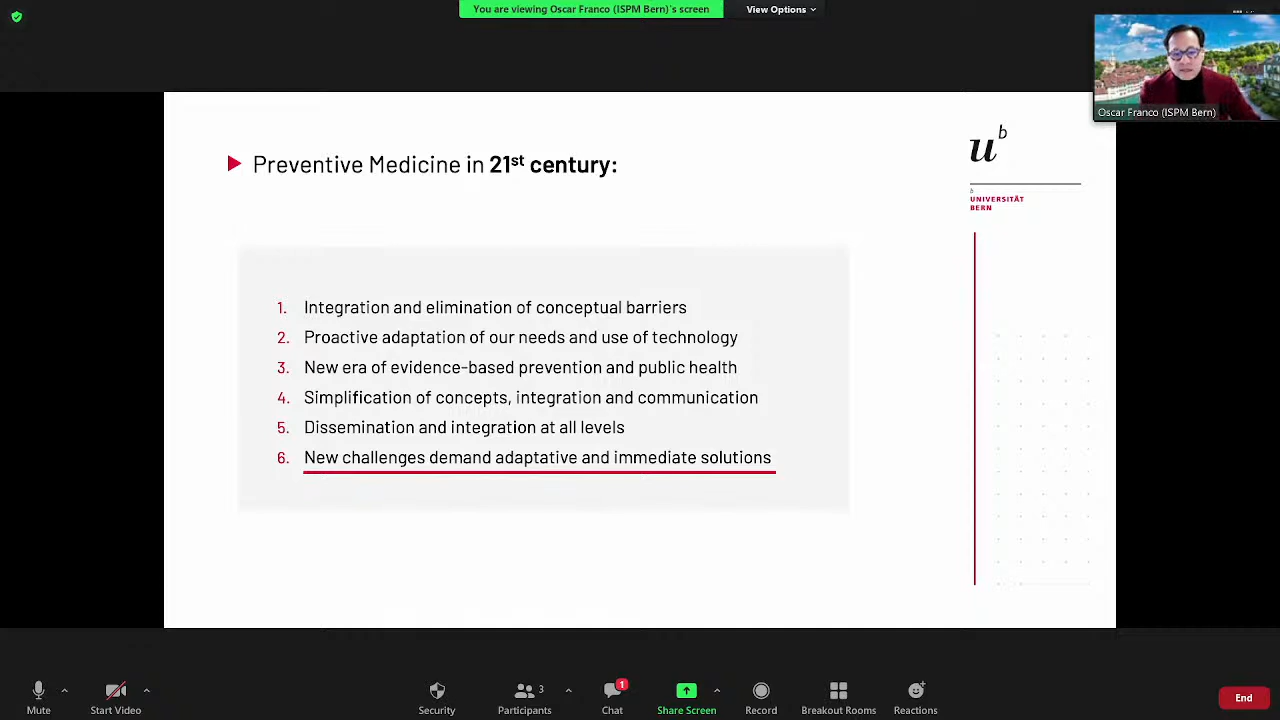 You are viewing Oscar Franco (ISPM Bern)'s screen
View Options
Oscar Franco (ISPM Bern)
Preventive Medicine in 21st century:
u b
b
UNIVERSITÄT
BERN
1. Integration and elimination of conceptual barriers
2. Proactive adaptation of our needs and use of technology
3. New era of evidence-based prevention and public health
4. Simplification of concepts, integration and communication
5. Dissemination and integration at all levels
6. New challenges demand adaptative and immediate solutions
Mute
Start Video
Security
3
Participants
1
Chat
Share Screen
Record
Breakout Rooms
Reactions
End